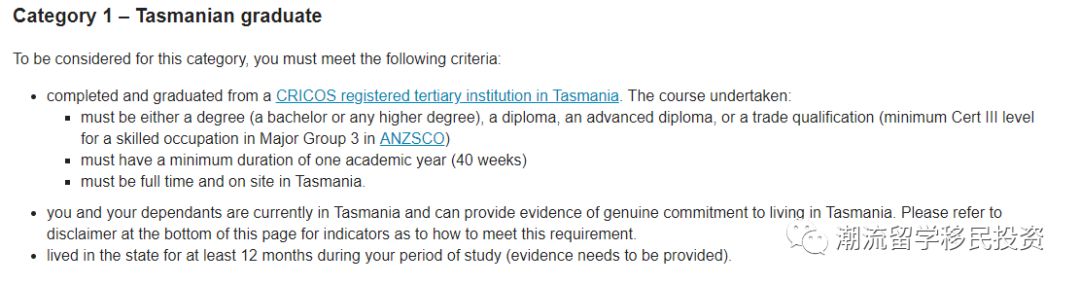 Category 1 – Tasmanian graduate
To be considered for this category, you must meet the following criteria:
• completed and graduated from a CRICOS registered tertiary institution in Tasmania. The course undertaken:
▪ must be either a degree (a bachelor or any higher degree), a diploma, an advanced diploma, or a trade qualification (minimum Cert III level
for a skilled occupation in Major Group 3 in ANZSCO)
▪ must have a minimum duration of one academic year (40 weeks)
▪ must be full time and on site in Tasmania.
• you and your dependants are currently in Tasmania and can provide evidence of genuine commitment to living in Tasmania. Please refer to
disclaimer at the bottom of this page for indicators as to how to meet this requirement.
潮流留学移民投资
• lived in the state for at least 12 months during your period of study (evidence needs to be provided).